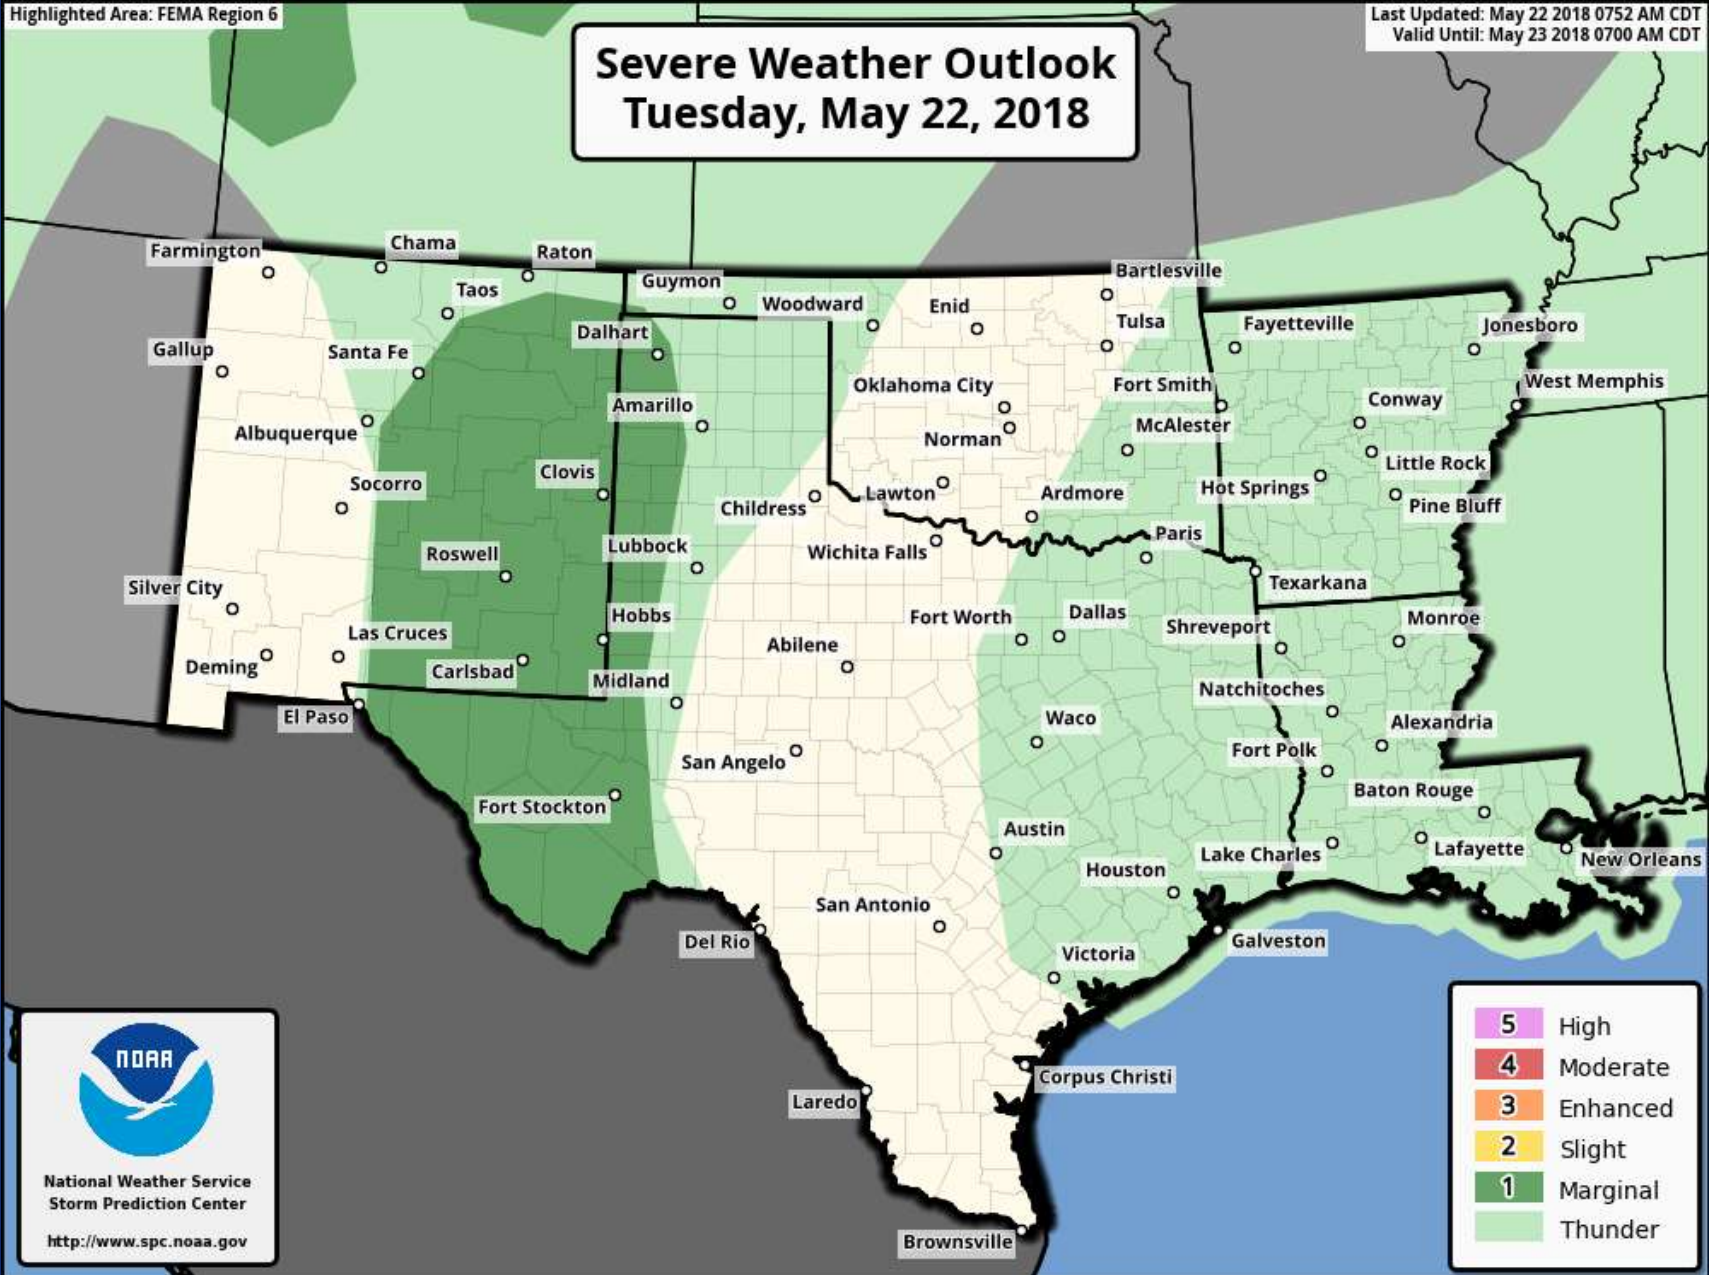 Highlighted Area: FEMA Region 6
Last Updated: May 22 2018 0752 AM CDT
Valid Until: May 23 2018 0700 AM CDT
Severe Weather Outlook
Tuesday, May 22, 2018
Farmington
Chama
Raton
Taos
Guymon
Woodward
Enid
Bartlesville
Tulsa
Fayetteville
Jonesboro
Gallup
Santa Fe
Dalhart
Oklahoma City
Fort Smith
West Memphis
Conway
Amarillo
Albuquerque
Norman
McAlester
Little Rock
Socorro
Clovis
Childress
Lawton
Ardmore
Hot Springs
Pine Bluff
Roswell
Lubbock
Wichita Falls
Paris
Texarkana
Silver City
Hobbs
Fort Worth
Dallas
Shreveport
Monroe
Las Cruces
Abilene
Deming
Carlsbad
Midland
Natchitoches
El Paso
Waco
Alexandria
San Angelo
Fort Polk
Fort Stockton
Baton Rouge
Austin
Lake Charles
Lafayette
New Orleans
Houston
San Antonio
Del Rio
Victoria
Galveston
Corpus Christi
Laredo
Brownsville
NOAA
National Weather Service
Storm Prediction Center
http://www.spc.noaa.gov
5 High
4 Moderate
3 Enhanced
2 Slight
1 Marginal
Thunder